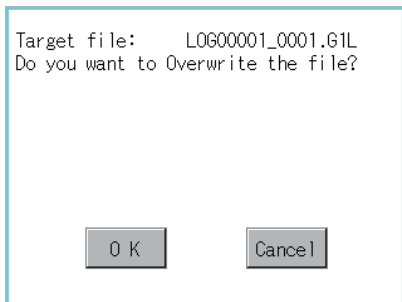 Target file: LOG00001_0001.G1L
Do you want to Overwrite the file?
O K
Cancel